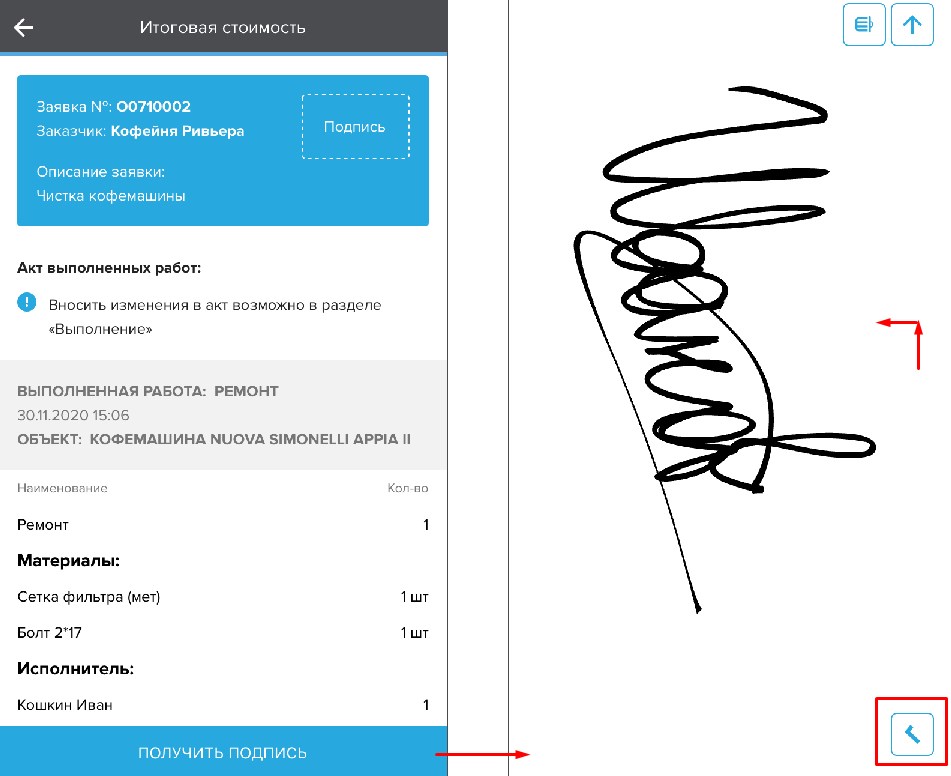 Итоговая стоимость
Заявка №: O0710002
Заказчик: Кофейня Ривьера
Подпись
Описание заявки:
Чистка кофемашины
Акт выполненных работ:
Вносить изменения в акт возможно в разделе
«Выполнение»
ВЫПОЛНЕННАЯ РАБОТА: РЕМОНТ
30.11.2020 15:06
ОБЪЕКТ: КОФЕМАШИНА NUOVA SIMONELLI APPIA II
Наименование Кол-во
Ремонт 1
Материалы:
Сетка фильтра (мет) 1 шт
Болт 2*17 1 шт
Исполнитель:
Кошкин Иван 1
ПОЛУЧИТЬ ПОДПИСЬ